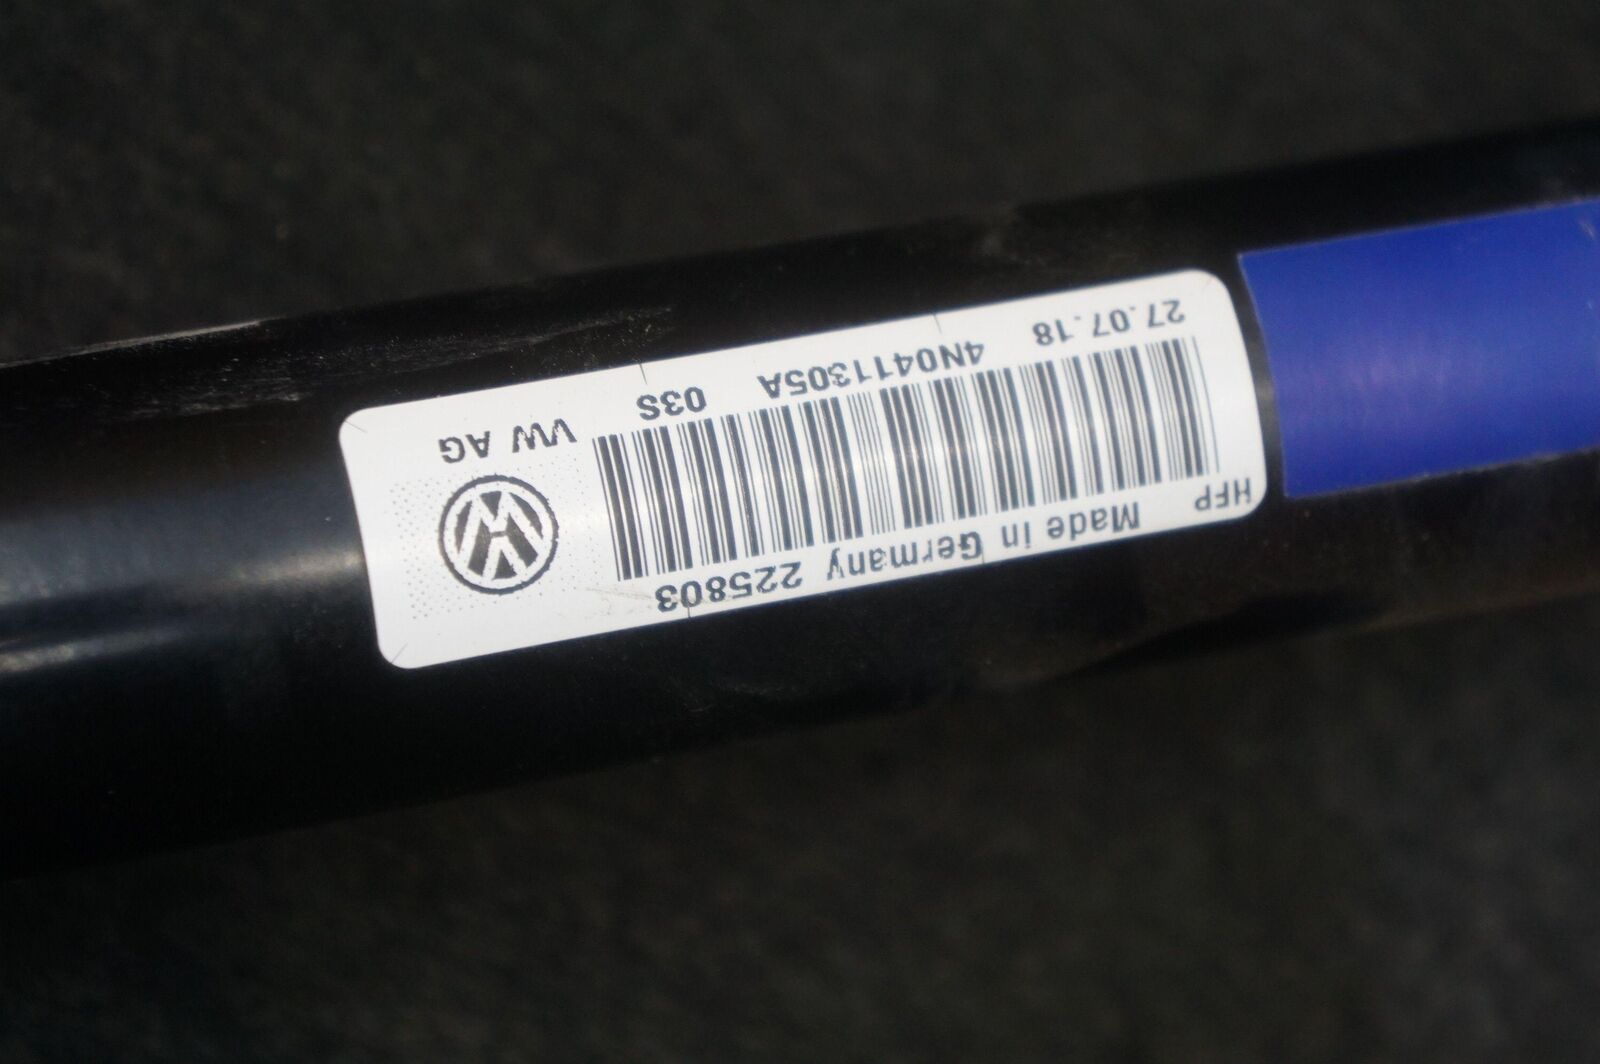 HFP Made in Germany 225803
27.07.18 4N0411305A 03S VW AG